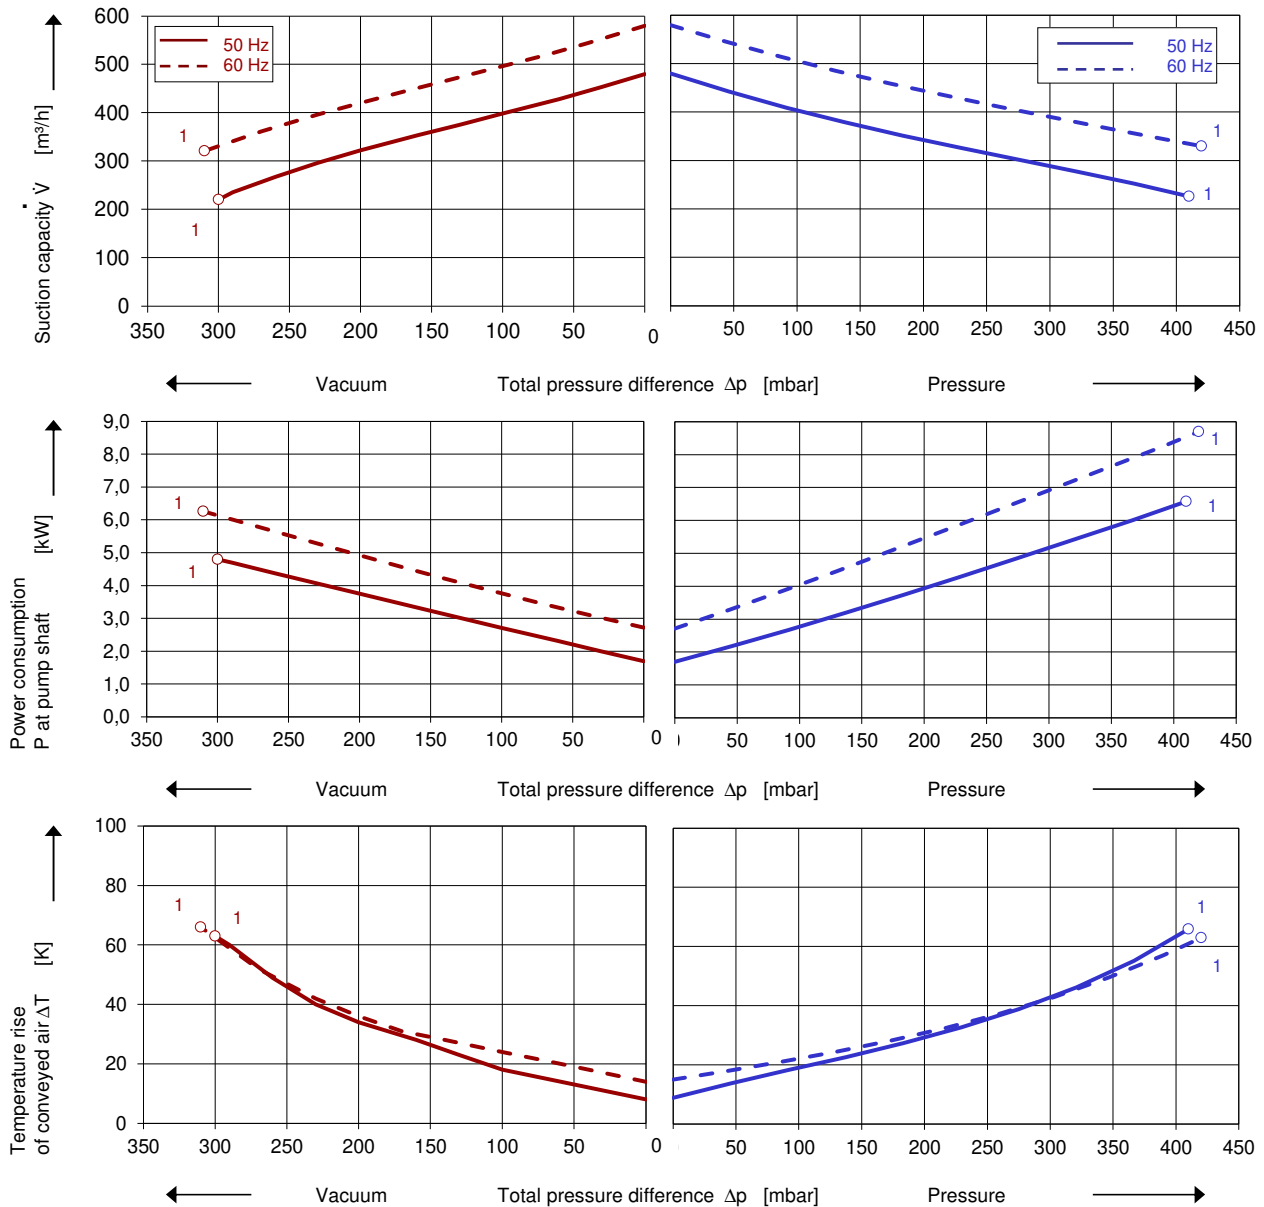 Suction capacity V̇ [m³/h]
600
500
400
300
200
100
0
50 Hz
60 Hz
1
1
350 300 250 200 150 100 50 0
50 Hz
60 Hz
1
1
50 100 150 200 250 300 350 400 450
Vacuum Total pressure difference Δp [mbar] Pressure
Power consumption
P at pump shaft [kW]
9,0
8,0
7,0
6,0
5,0
4,0
3,0
2,0
1,0
0,0
1
1
350 300 250 200 150 100 50 0
1
1
50 100 150 200 250 300 350 400 450
Vacuum Total pressure difference Δp [mbar] Pressure
Temperature rise
of conveyed air ΔT [K]
100
80
60
40
20
0
1
1
350 300 250 200 150 100 50 0
1
1
50 100 150 200 250 300 350 400 450
Vacuum Total pressure difference Δp [mbar] Pressure